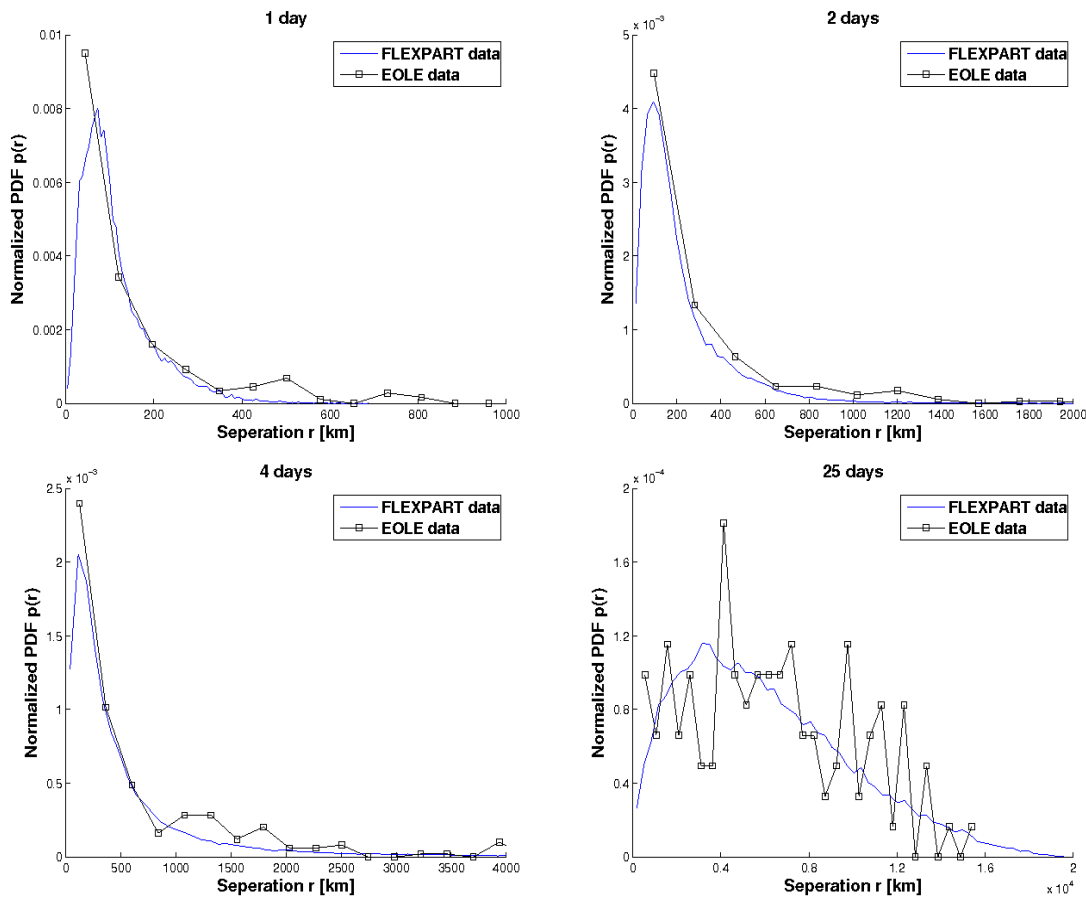 1 day
Normalized PDF p(r)
0.01
0.008
0.006
0.004
0.002
0
0 200 400 600 800 1000
Seperation r [km]
FLEXPART data
EOLE data
2 days
x 10⁻³
Normalized PDF p(r)
5
4
3
2
1
0
0 200 400 600 800 1000 1200 1400 1600 1800 2000
Seperation r [km]
FLEXPART data
EOLE data
4 days
x 10⁻³
Normalized PDF p(r)
2.5
2
1.5
1
0.5
0
0 500 1000 1500 2000 2500 3000 3500 4000
Seperation r [km]
FLEXPART data
EOLE data
25 days
x 10⁻⁴
Normalized PDF p(r)
2
1.6
1.2
0.8
0.4
0
0 0.4 0.8 1.2 1.6 2
x 10⁴
Seperation r [km]
FLEXPART data
EOLE data